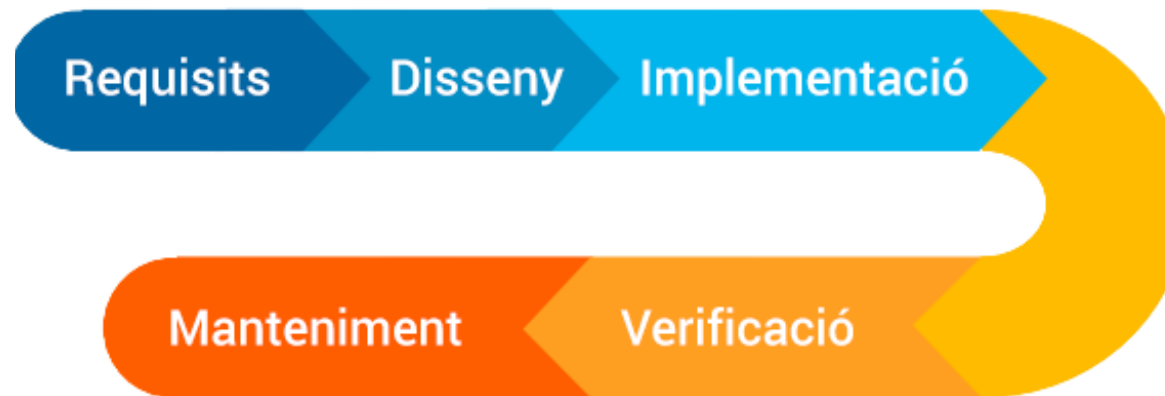 Requisits
Disseny
Implementació
Verificació
Manteniment